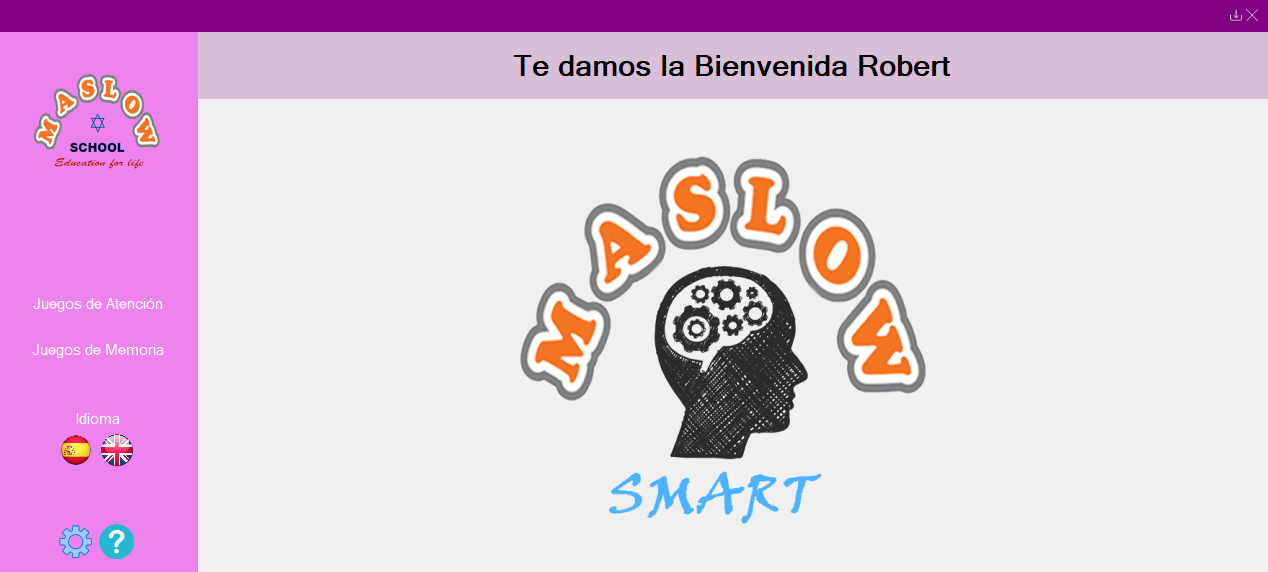 Te damos la Bienvenida Robert
MASLOW
SCHOOL
Education for life
Juegos de Atención
Juegos de Memoria
Idioma
?
MASLOW
SMART